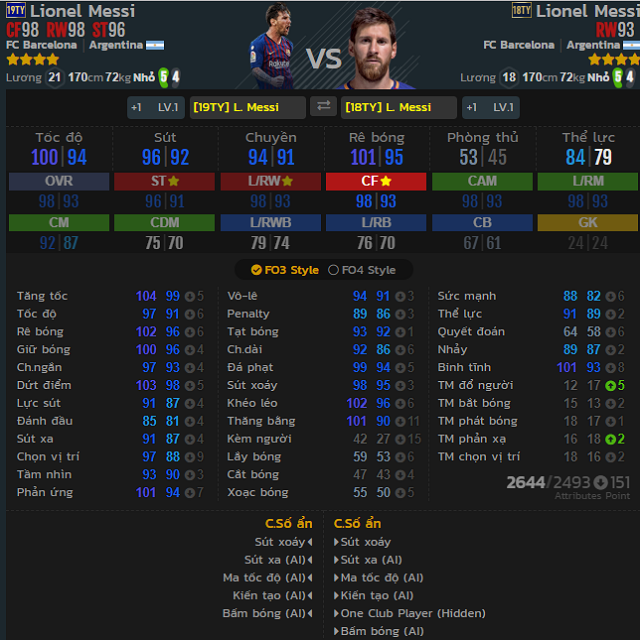 19TY Lionel Messi
CF98 RW98 ST96
FC Barcelona | Argentina
Lương 21 170cm 72kg Nhỏ 5 4
VS
18TY Lionel Messi
RW93
FC Barcelona | Argentina
Lương 18 170cm 72kg Nhỏ 5 4
+1 LV.1 [19TY] L. Messi [18TY] L. Messi +1 LV.1
Tốc độ Sút Chuyền Rê bóng Phòng thủ Thể lực
100|94 96|92 94|91 101|95 53|45 84|79
OVR ST L/RW CF CAM L/RM
98|93 96|91 98|93 98|93 98|93 98|93
CM CDM L/RWB L/RB CB GK
92|87 75|70 79|74 76|70 67|61 24|24
FO3 Style FO4 Style
Tăng tốc 104 99 5 Vô-lê 94 91 3 Sức mạnh 88 82 6
Tốc độ 97 91 6 Penalty 89 86 3 Thể lực 91 89 2
Rê bóng 102 96 6 Tạt bóng 93 92 1 Quyết đoán 64 58 6
Giữ bóng 100 96 4 Ch.dài 92 86 6 Nhảy 89 87 2
Ch.ngắn 97 93 4 Đá phạt 99 94 5 Bình tĩnh 101 93 8
Dứt điểm 103 98 5 Sút xoáy 98 95 3 TM đổ người 12 17 5
Lực sút 91 87 4 Khéo léo 102 96 6 TM bắt bóng 15 13 2
Đánh đầu 85 81 4 Thăng bằng 101 90 11 TM phát bóng 18 17 1
Sút xa 91 87 4 Kèm người 42 27 15 TM phản xạ 16 18 2
Chọn vị trí 97 88 9 Lấy bóng 59 53 6 TM chọn vị trí 18 16 2
Tầm nhìn 93 90 3 Cắt bóng 47 43 4
Phản ứng 101 94 7 Xoạc bóng 55 50 5
2644/2493 151
Attributes Point
C.Số ẩn C.Số ẩn
Sút xoáy Sút xoáy
Sút xa (AI) Sút xa (AI)
Ma tốc độ (AI) Ma tốc độ (AI)
Kiến tạo (AI) Kiến tạo (AI)
Bấm bóng (AI) One Club Player (Hidden)
Bấm bóng (AI)